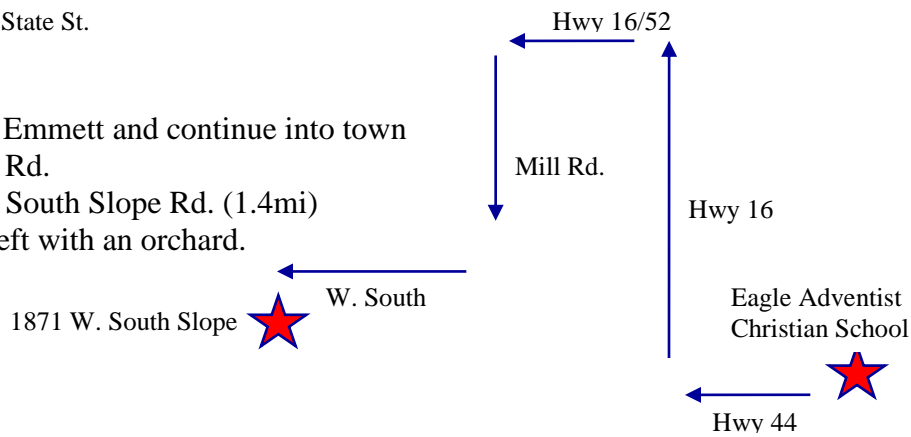 State St.
Hwy 16/52
Emmett and continue into town
Rd.
Mill Rd.
South Slope Rd. (1.4mi)
Hwy 16
eft with an orchard.
W. South
1871 W. South Slope
Eagle Adventist
Christian School
Hwy 44